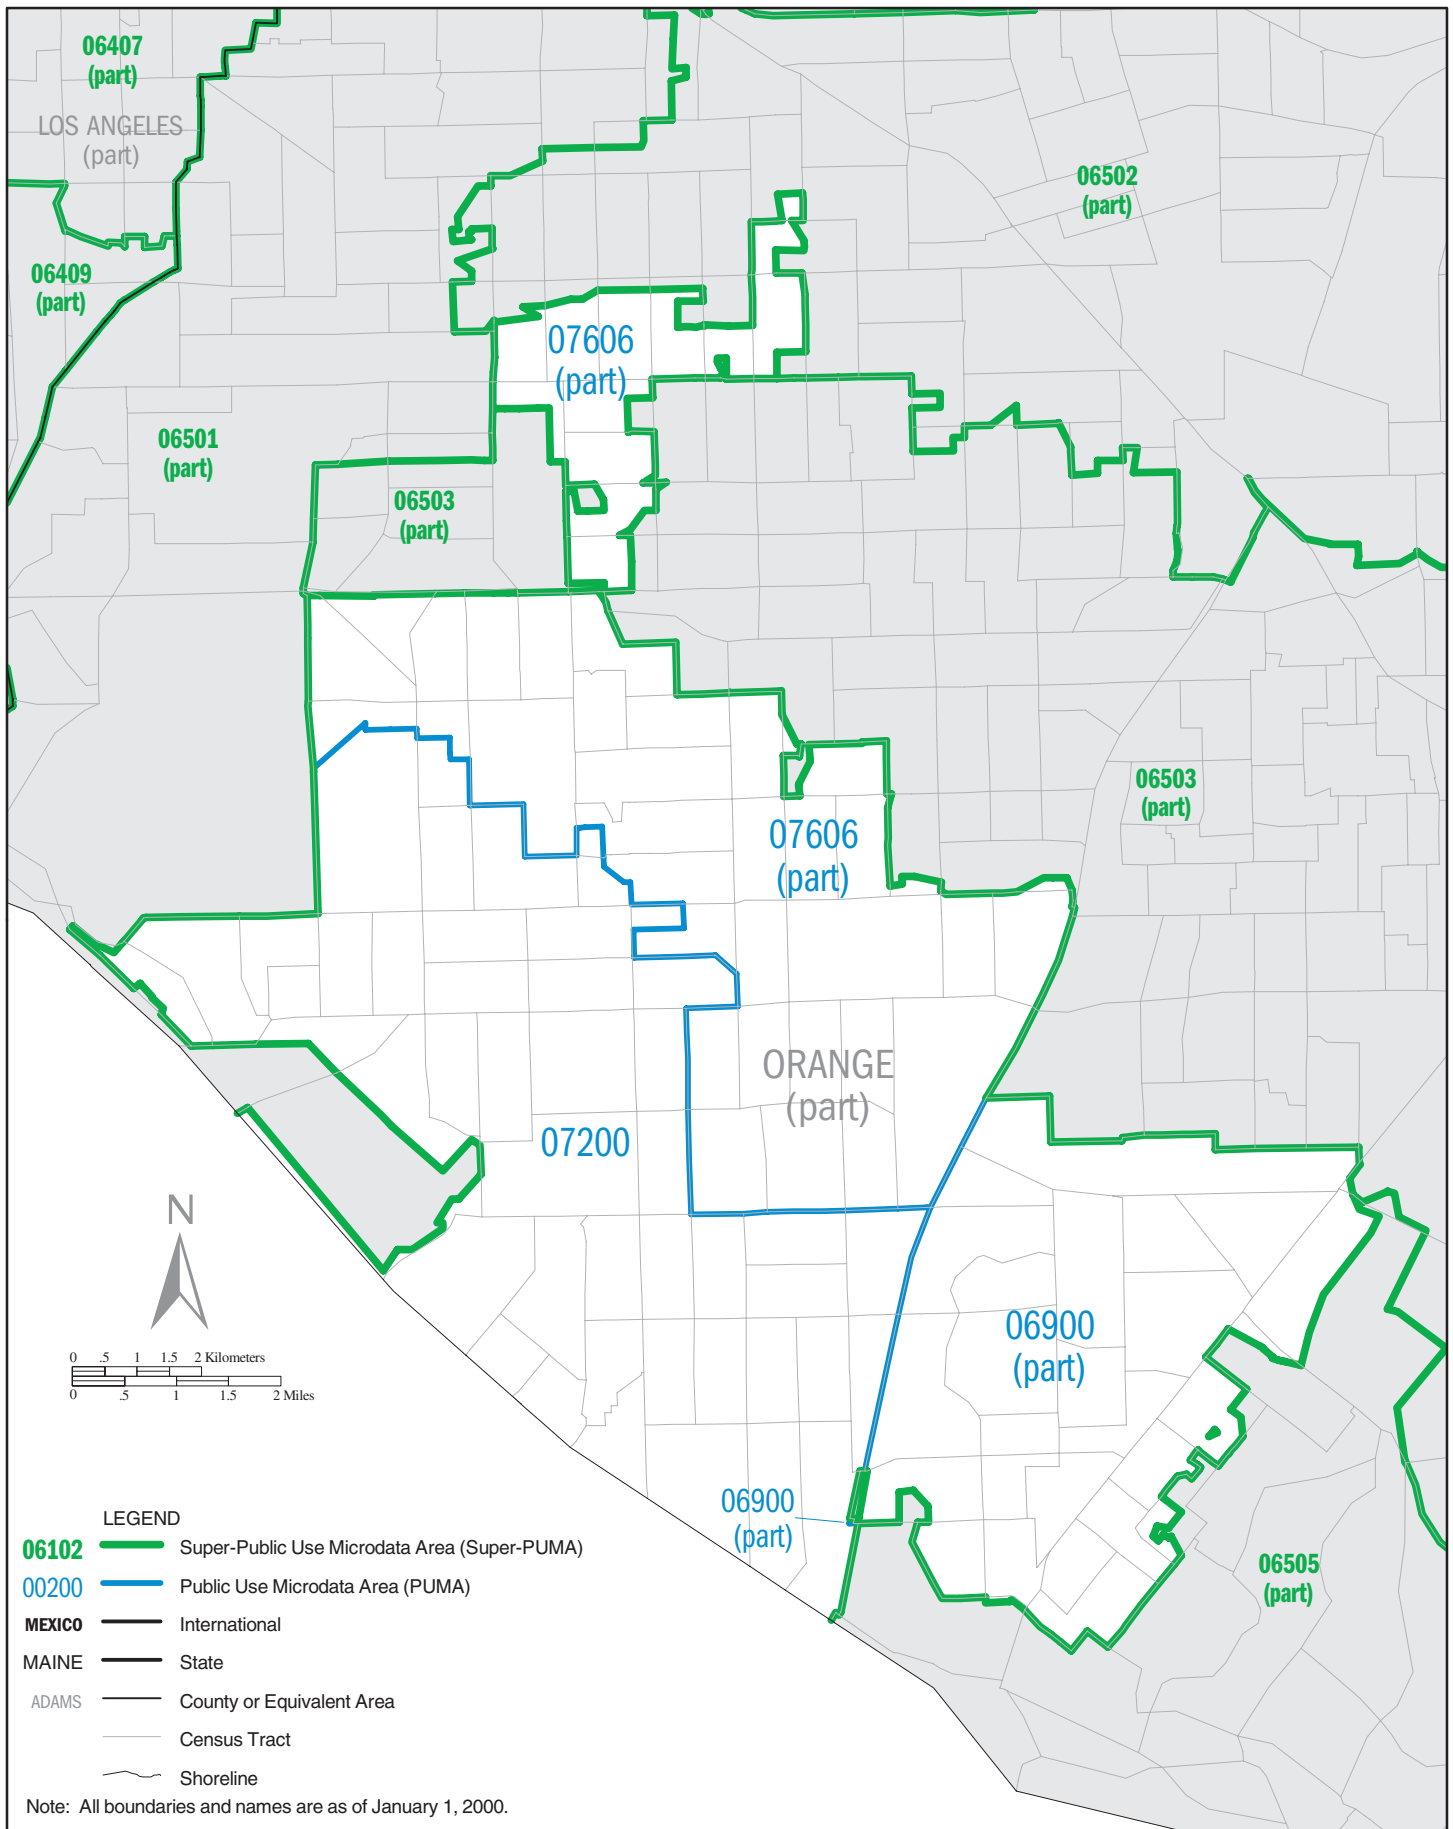 06407
(part)
LOS ANGELES
(part)
06502
(part)
06409
(part)
07606
(part)
06501
(part)
06503
(part)
06503
(part)
07606
(part)
ORANGE
(part)
07200
N
06900
(part)
0 .5 1 1.5 2 Kilometers
0 .5 1 1.5 2 Miles
06900
(part)
06505
(part)
LEGEND
06102 Super-Public Use Microdata Area (Super-PUMA)
00200 Public Use Microdata Area (PUMA)
MEXICO International
MAINE State
ADAMS County or Equivalent Area
Census Tract
Shoreline
Note: All boundaries and names are as of January 1, 2000.